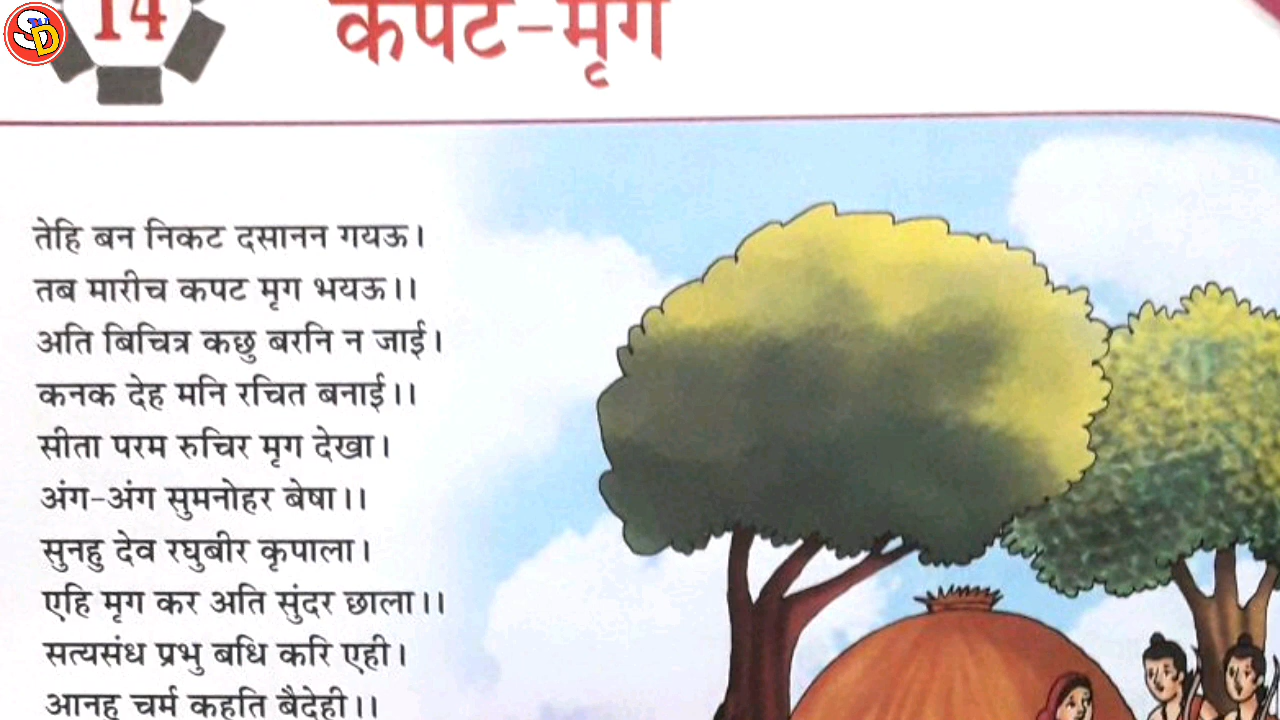 SD
14
कपट-मृग
तेहि बन निकट दसानन गयऊ।
तब मारीच कपट मृग भयऊ।।
अति बिचित्र कछु बरनि न जाई।
कनक देह मनि रचित बनाई।।
सीता परम रुचिर मृग देखा।
अंग-अंग सुमनोहर बेषा।।
सुनहु देव रघुबीर कृपाला।
एहि मृग कर अति सुंदर छाला।।
सत्यसंध प्रभु बधि करि एही।
आनहु चर्म कहति बैदेही।।